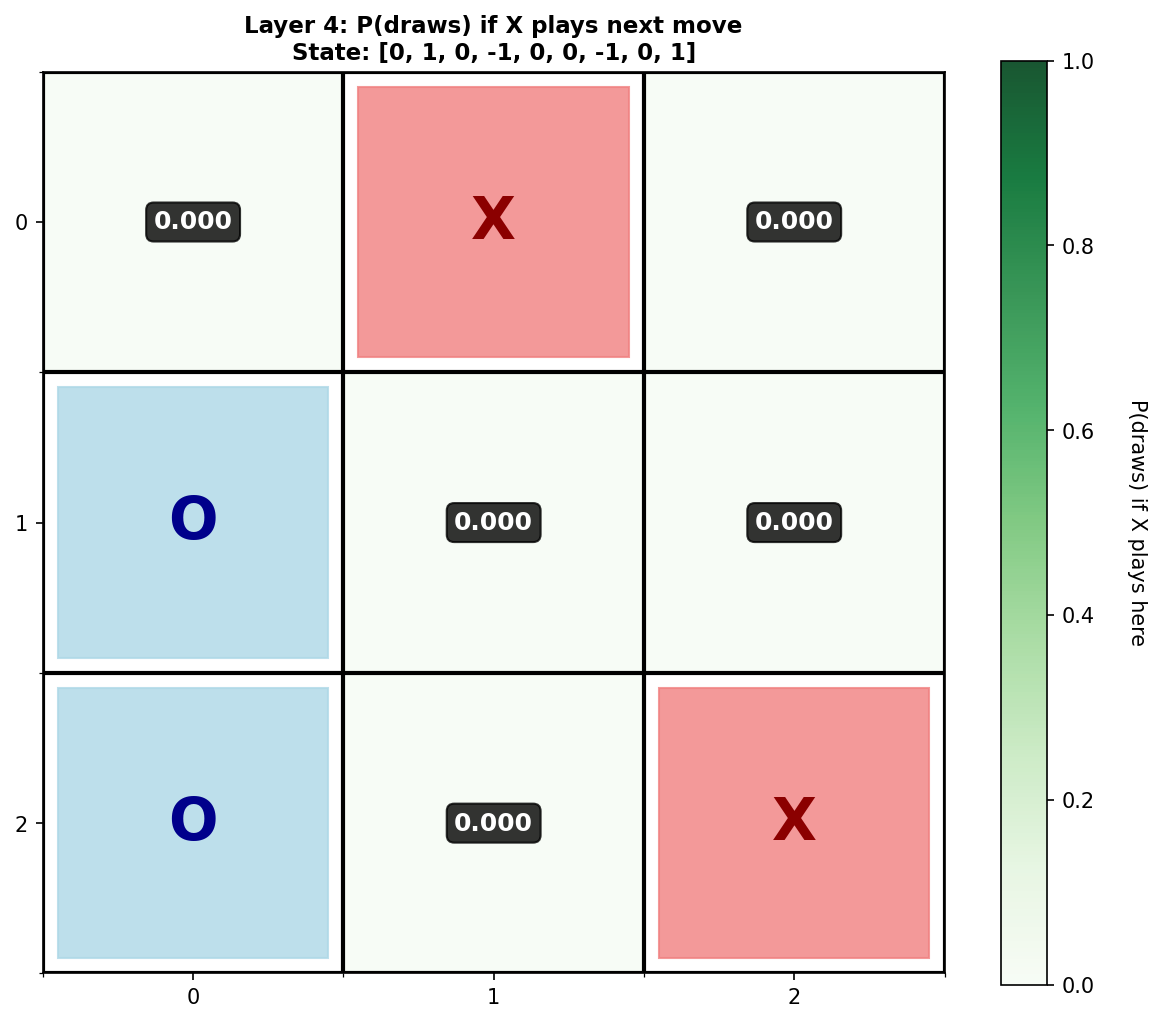 Layer 4: P(draws) if X plays next move
State: [0, 1, 0, -1, 0, 0, -1, 0, 1]
0.000 X 0.000
O 0.000 0.000
O 0.000 X
0
1
2
0 1 2
1.0
0.8
0.6
0.4
0.2
0.0
P(draws) if X plays here